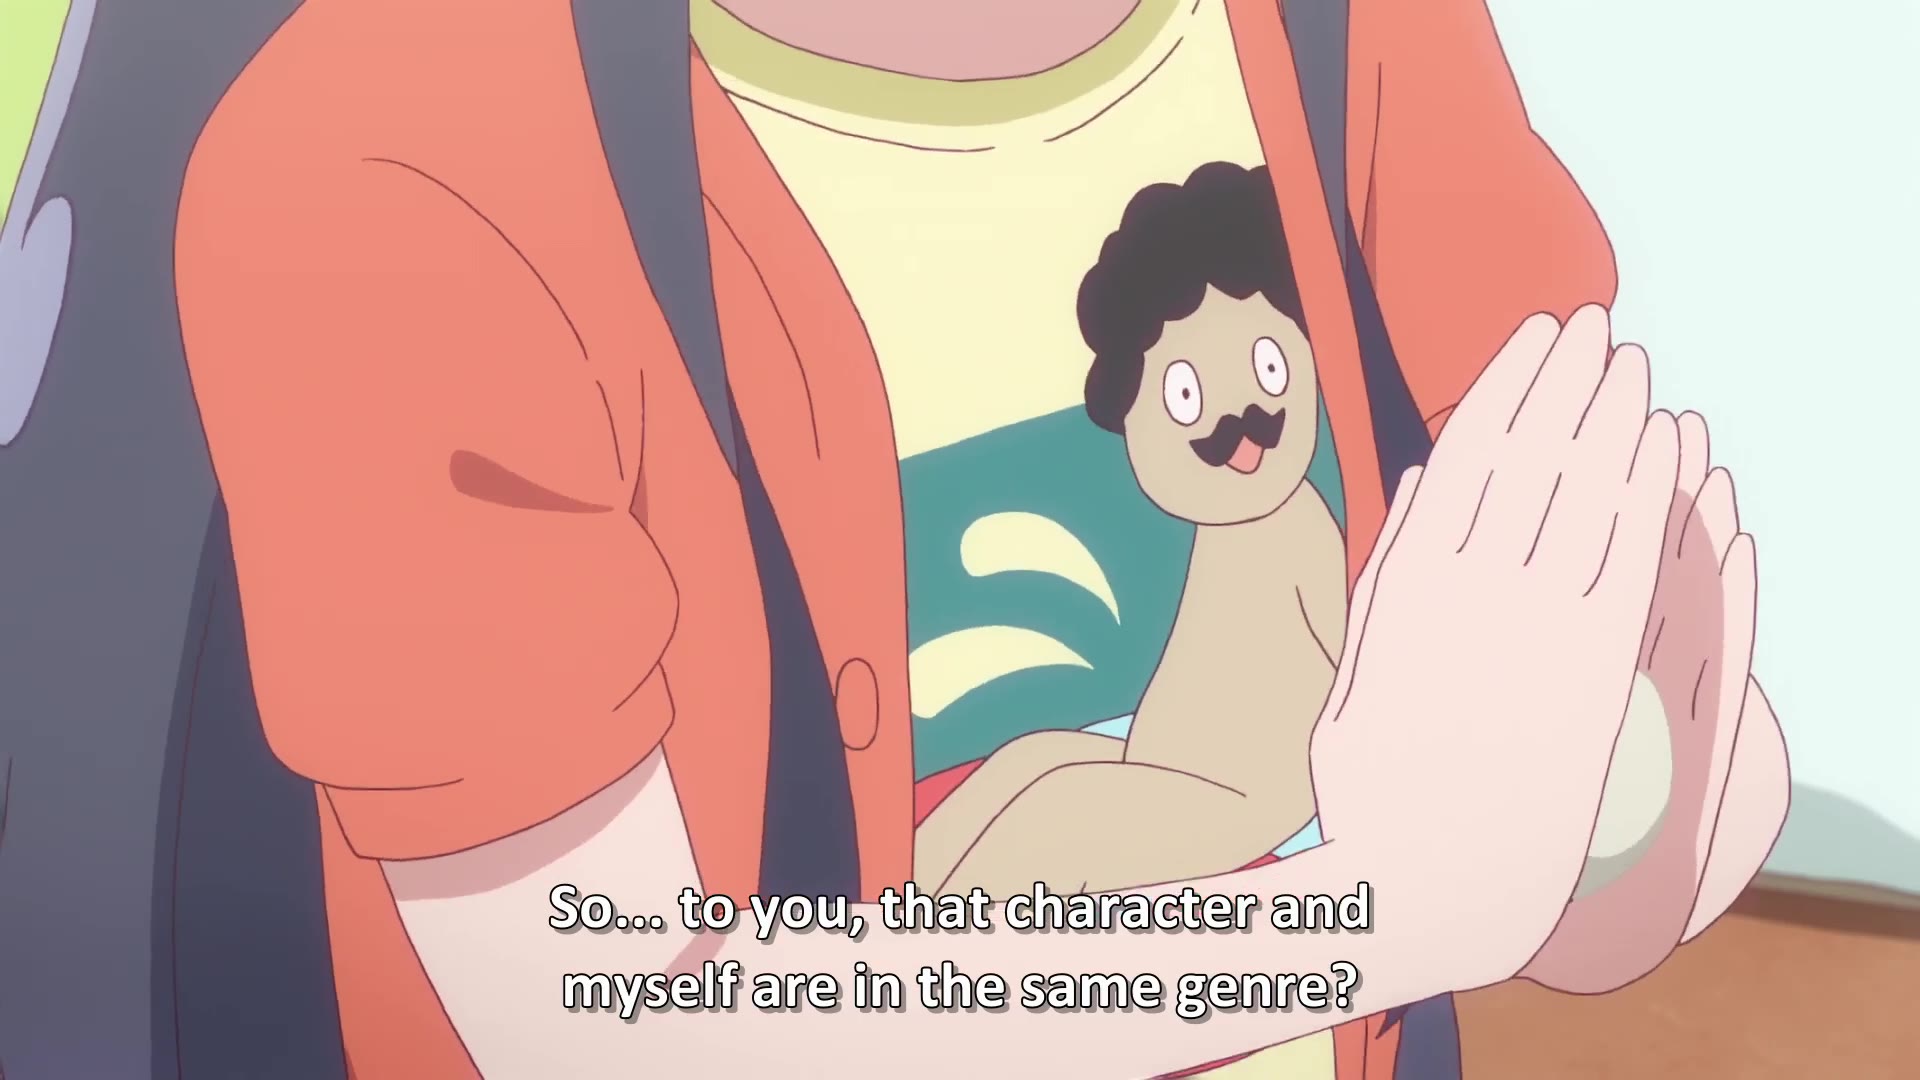 So... to you, that character and
myself are in the same genre?